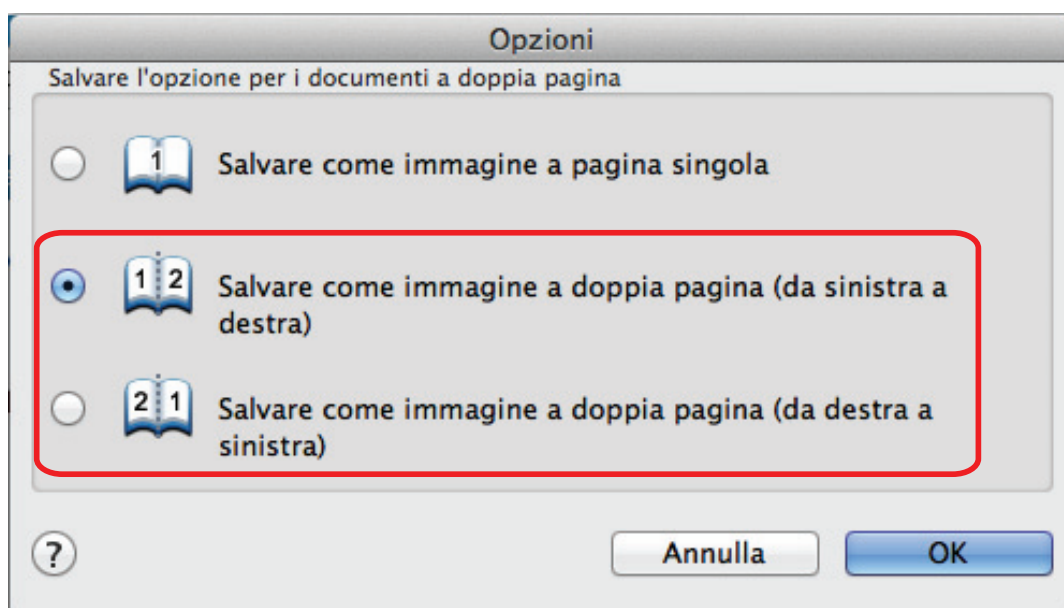 Opzioni
Salvare l'opzione per i documenti a doppia pagina
1
Salvare come immagine a pagina singola
1 2
Salvare come immagine a doppia pagina (da sinistra a
destra)
2 1
Salvare come immagine a doppia pagina (da destra a
sinistra)
?
Annulla
OK